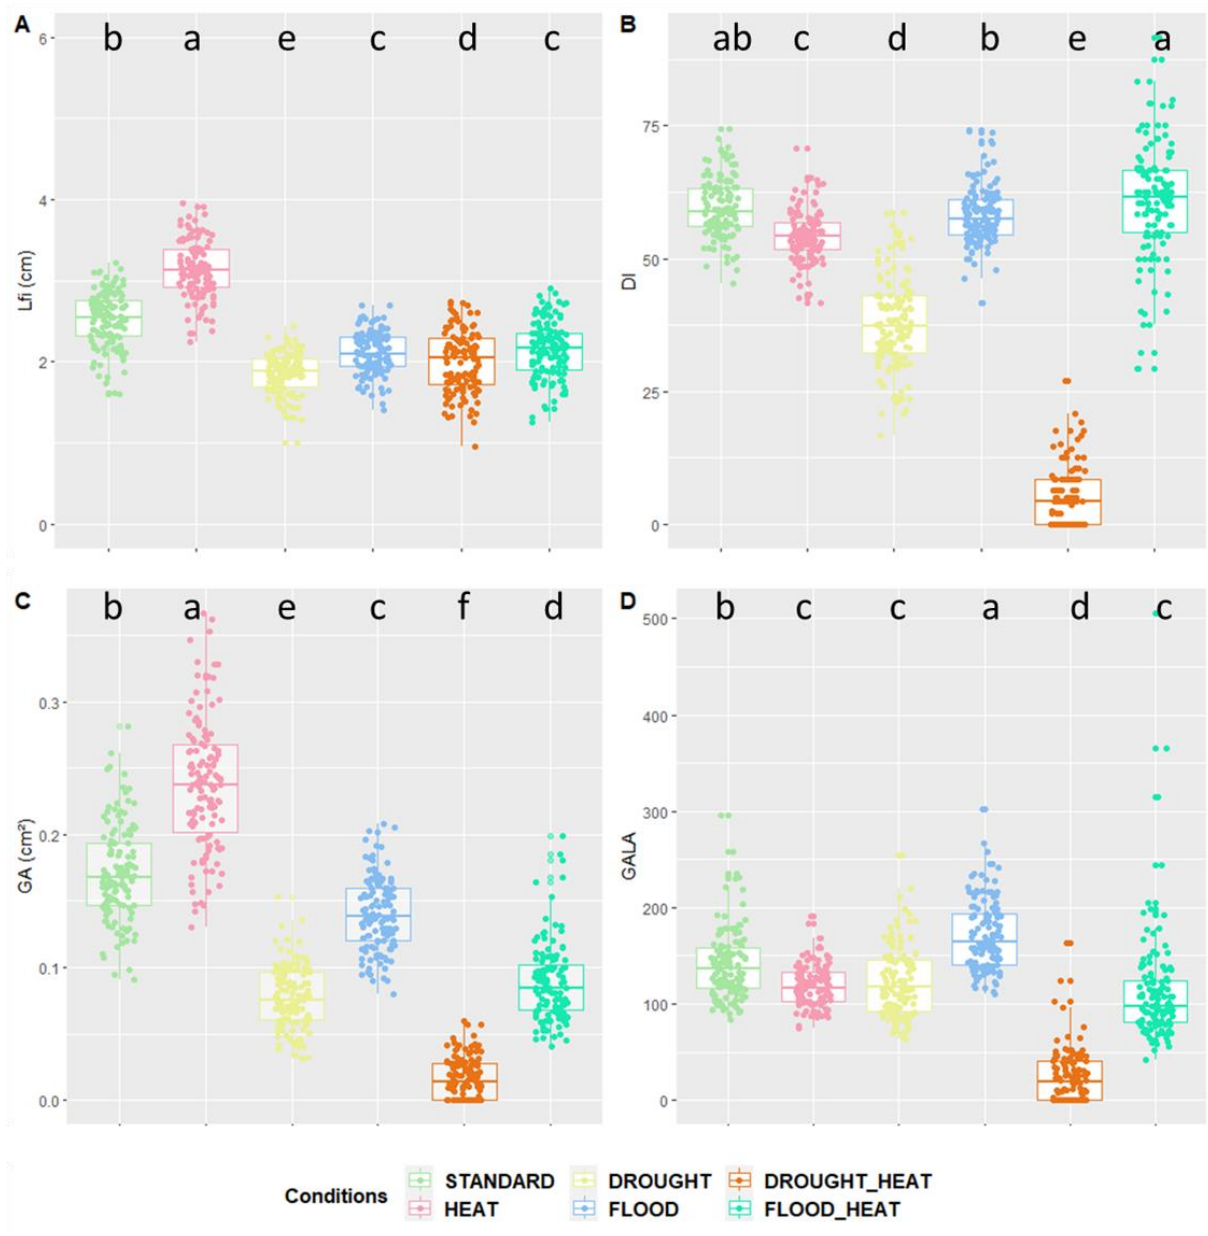 A
b a e c d c
6
4
2
0
Lfi (cm)
B
ab c d b e a
75
50
25
0
DI
C
b a e c f d
0.3
0.2
0.1
0.0
GA (cm²)
D
b c c a d c
500
400
300
200
100
0
GALA
Conditions
STANDARD DROUGHT DROUGHT_HEAT
HEAT FLOOD FLOOD_HEAT